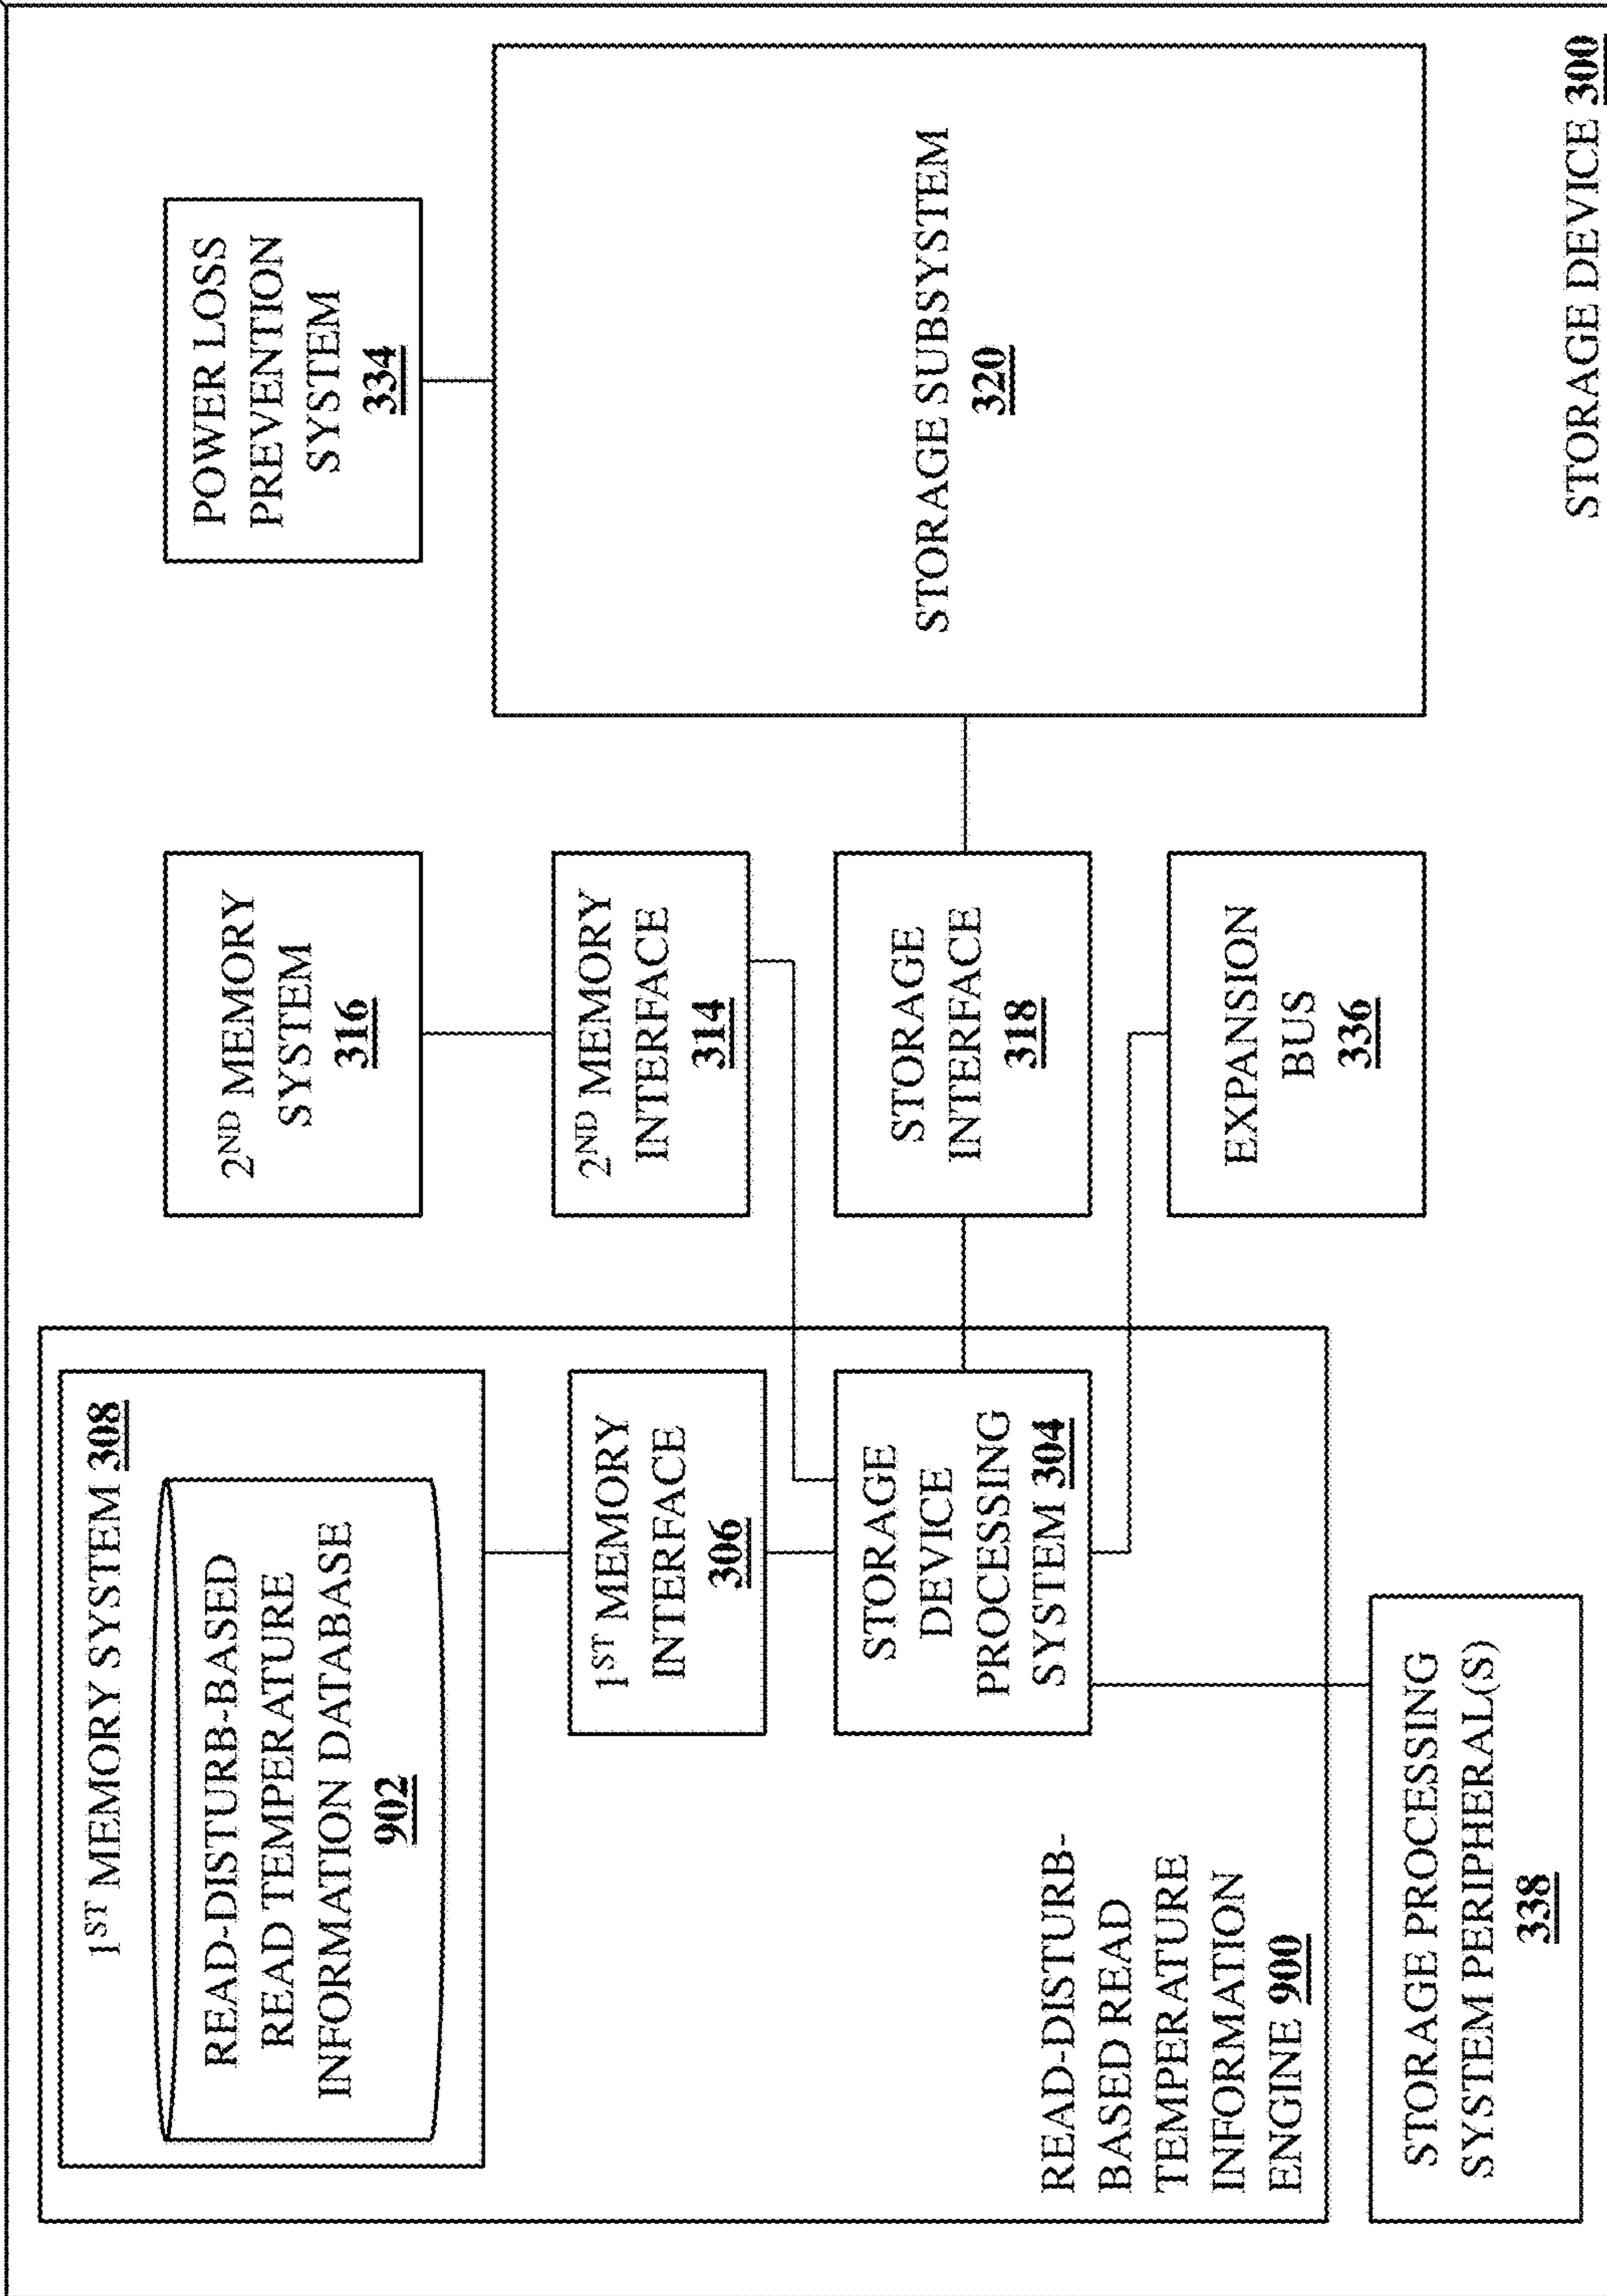 1ST MEMORY SYSTEM 308
READ-DISTURB-BASED
READ TEMPERATURE
INFORMATION DATABASE
902
1ST MEMORY
INTERFACE
306
STORAGE
DEVICE
PROCESSING
SYSTEM 304
READ-DISTURB-
BASED READ
TEMPERATURE
INFORMATION
ENGINE 900
STORAGE PROCESSING
SYSTEM PERIPHERAL(S)
338
2ND MEMORY
SYSTEM
316
2ND MEMORY
INTERFACE
314
STORAGE
INTERFACE
318
EXPANSION
BUS
336
POWER LOSS
PREVENTION
SYSTEM
334
STORAGE SUBSYSTEM
320
STORAGE DEVICE 300